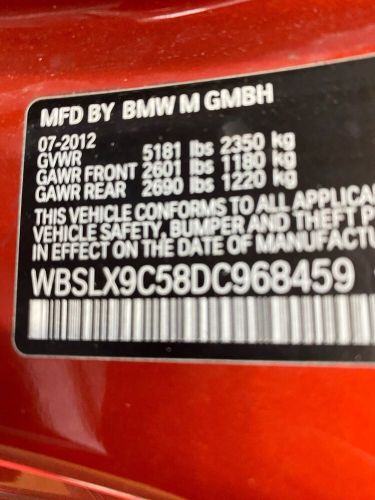 MFD BY BMW M GMBH
07-2012
GVWR 5181 lbs 2350 kg
GAWR FRONT 2601 lbs 1180 kg
GAWR REAR 2690 lbs 1220 kg
THIS VEHICLE CONFORMS TO ALL APPLICA
VEHICLE SAFETY, BUMPER AND THEFT P
IN EFFECT ON THE DATE OF MANUFACTU
WBSLX9C58DC968459